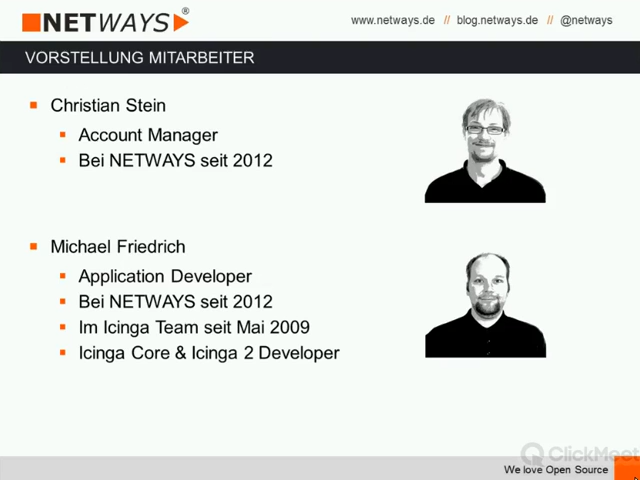 NETWAYS®
www.netways.de // blog.netways.de // @netways
VORSTELLUNG MITARBEITER
Christian Stein
Account Manager
Bei NETWAYS seit 2012
Michael Friedrich
Application Developer
Bei NETWAYS seit 2012
Im Icinga Team seit Mai 2009
Icinga Core & Icinga 2 Developer
ClickMeet
We love Open Source